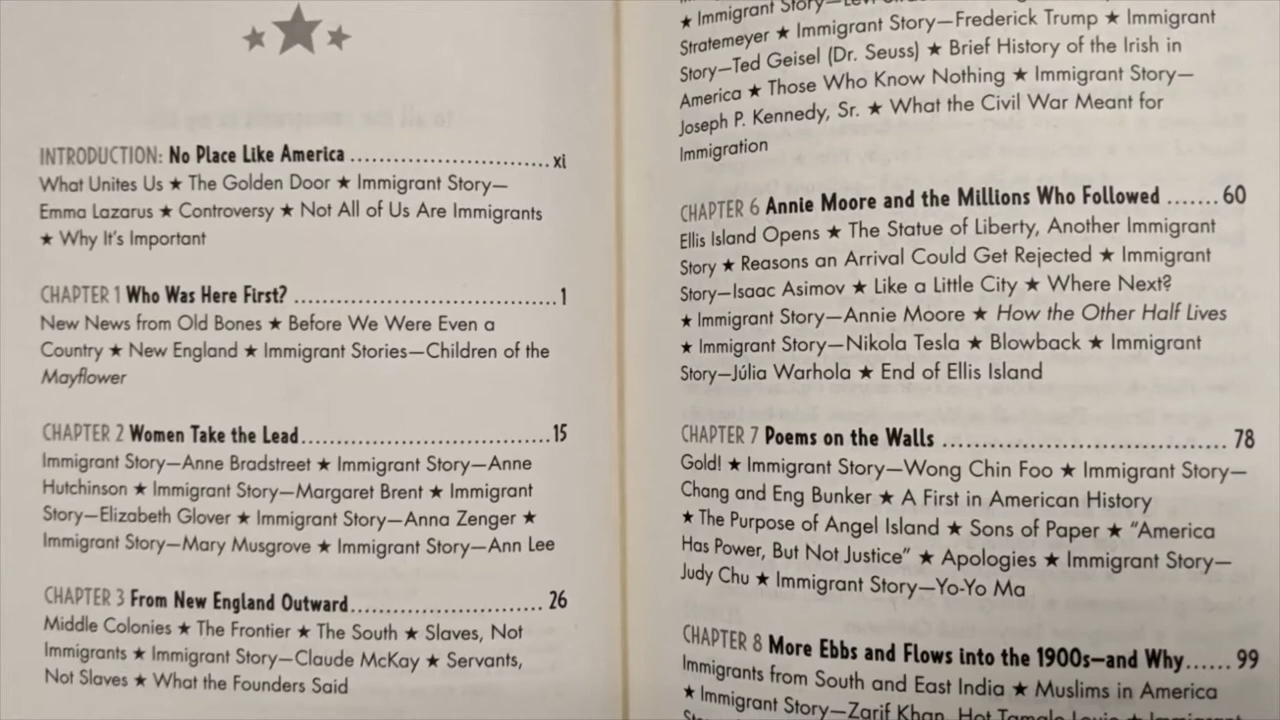 INTRODUCTION: No Place Like America .............................. xi
What Unites Us ★ The Golden Door ★ Immigrant Story—
Emma Lazarus ★ Controversy ★ Not All of Us Are Immigrants
★ Why It's Important
CHAPTER 1 Who Was Here First? ........................................ 1
New News from Old Bones ★ Before We Were Even a
Country ★ New England ★ Immigrant Stories—Children of the
Mayflower
CHAPTER 2 Women Take the Lead...................................... 15
Immigrant Story—Anne Bradstreet ★ Immigrant Story—Anne
Hutchinson ★ Immigrant Story—Margaret Brent ★ Immigrant
Story—Elizabeth Glover ★ Immigrant Story—Anna Zenger ★
Immigrant Story—Mary Musgrove ★ Immigrant Story—Ann Lee
CHAPTER 3 From New England Outward............................. 26
Middle Colonies ★ The Frontier ★ The South ★ Slaves, Not
Immigrants ★ Immigrant Story—Claude McKay ★ Servants,
Not Slaves ★ What the Founders Said
★ Immigrant Story—Levi
Stratemeyer ★ Immigrant Story—Frederick Trump ★ Immigrant
Story—Ted Geisel (Dr. Seuss) ★ Brief History of the Irish in
America ★ Those Who Know Nothing ★ Immigrant Story—
Joseph P. Kennedy, Sr. ★ What the Civil War Meant for
Immigration
CHAPTER 6 Annie Moore and the Millions Who Followed ....... 60
Ellis Island Opens ★ The Statue of Liberty, Another Immigrant
Story ★ Reasons an Arrival Could Get Rejected ★ Immigrant
Story—Isaac Asimov ★ Like a Little City ★ Where Next?
★ Immigrant Story—Annie Moore ★ How the Other Half Lives
★ Immigrant Story—Nikola Tesla ★ Blowback ★ Immigrant
Story—Júlia Warhola ★ End of Ellis Island
CHAPTER 7 Poems on the Walls ........................................ 78
Gold! ★ Immigrant Story—Wong Chin Foo ★ Immigrant Story—
Chang and Eng Bunker ★ A First in American History
★ The Purpose of Angel Island ★ Sons of Paper ★ "America
Has Power, But Not Justice" ★ Apologies ★ Immigrant Story—
Judy Chu ★ Immigrant Story—Yo-Yo Ma
CHAPTER 8 More Ebbs and Flows into the 1900s—and Why...... 99
Immigrants from South and East India ★ Muslims in America
★ Immigrant Story—Zarif Khan, Hot Tamale Louie ★ Immigrant